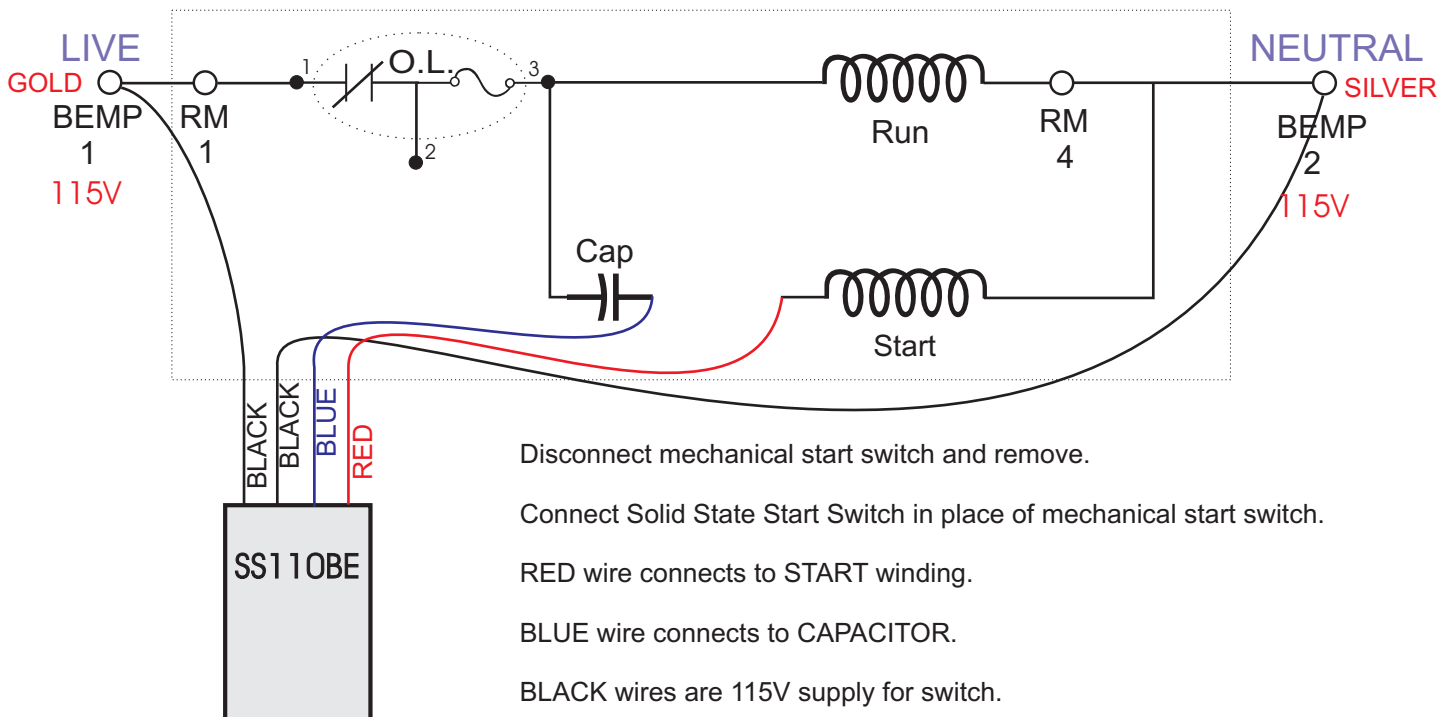 LIVE
NEUTRAL
GOLD
1
O.L.
3
SILVER
BEMP
1
RM
1
2
Run
RM
4
BEMP
2
115V
115V
Cap
Start
BLACK
BLACK
BLUE
RED
Disconnect mechanical start switch and remove.
Connect Solid State Start Switch in place of mechanical start switch.
SS110BE
RED wire connects to START winding.
BLUE wire connects to CAPACITOR.
BLACK wires are 115V supply for switch.